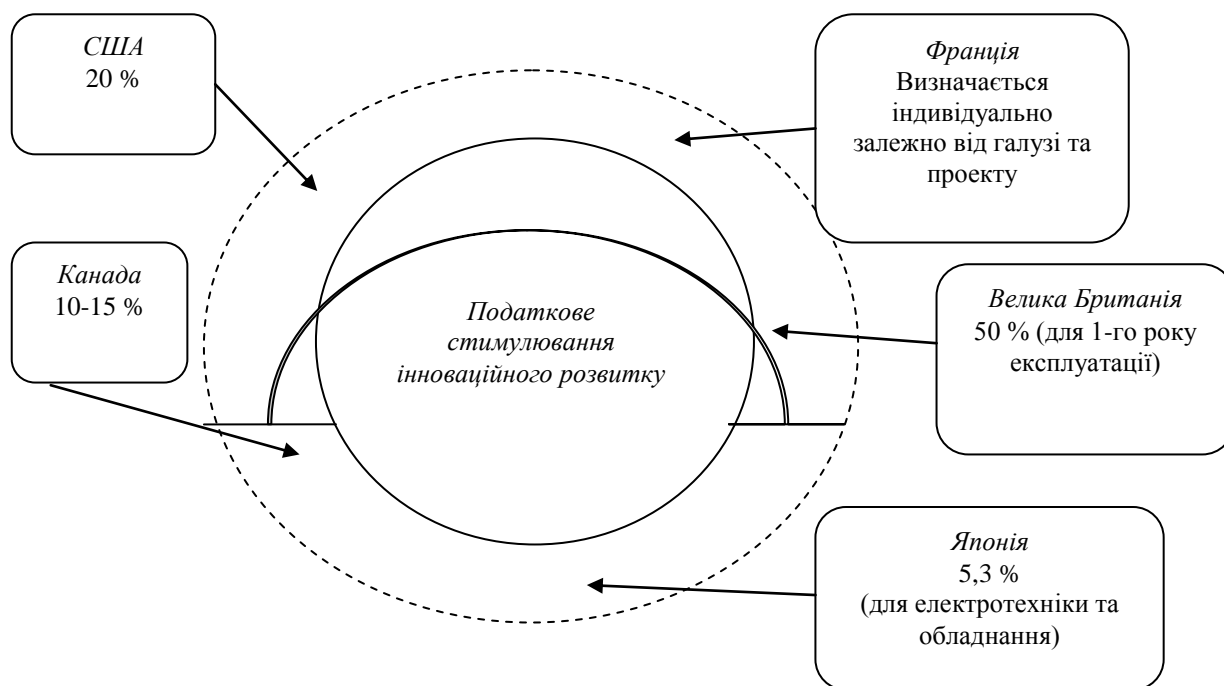 США
20 %
Франція
Визначається
індивідуально
залежно від галузі та
проекту
Канада
10-15 %
Податкове
стимулювання
інноваційного розвитку
Велика Британія
50 % (для 1-го року
експлуатації)
Японія
5,3 %
(для електротехніки та
обладнання)